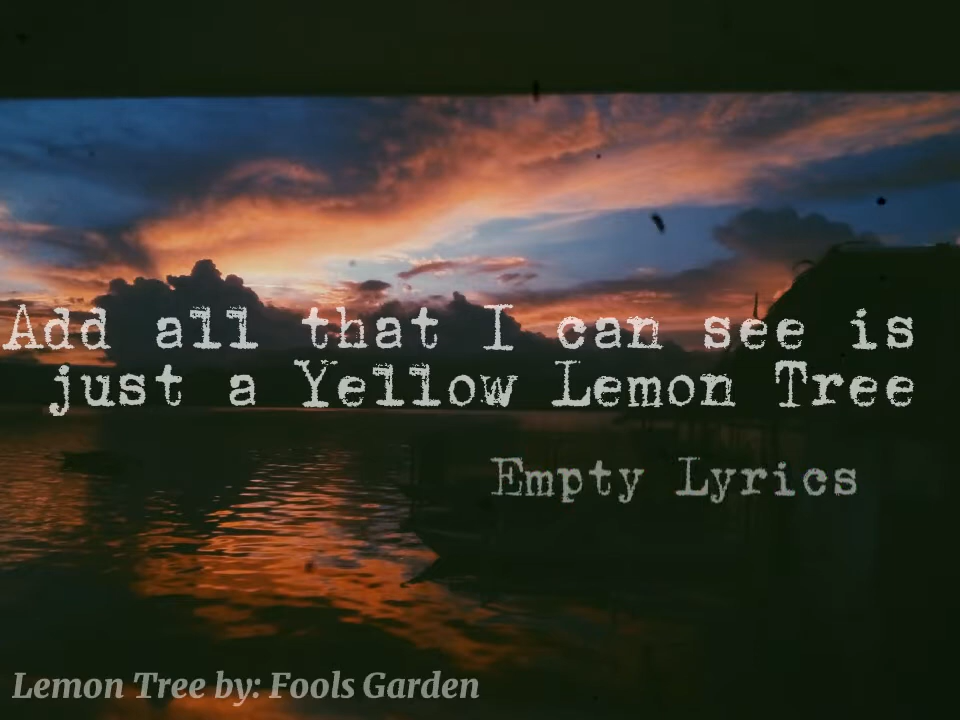 Add all that I can see is
just a Yellow Lemon Tree
Empty Lyrics
Lemon Tree by: Fools Garden